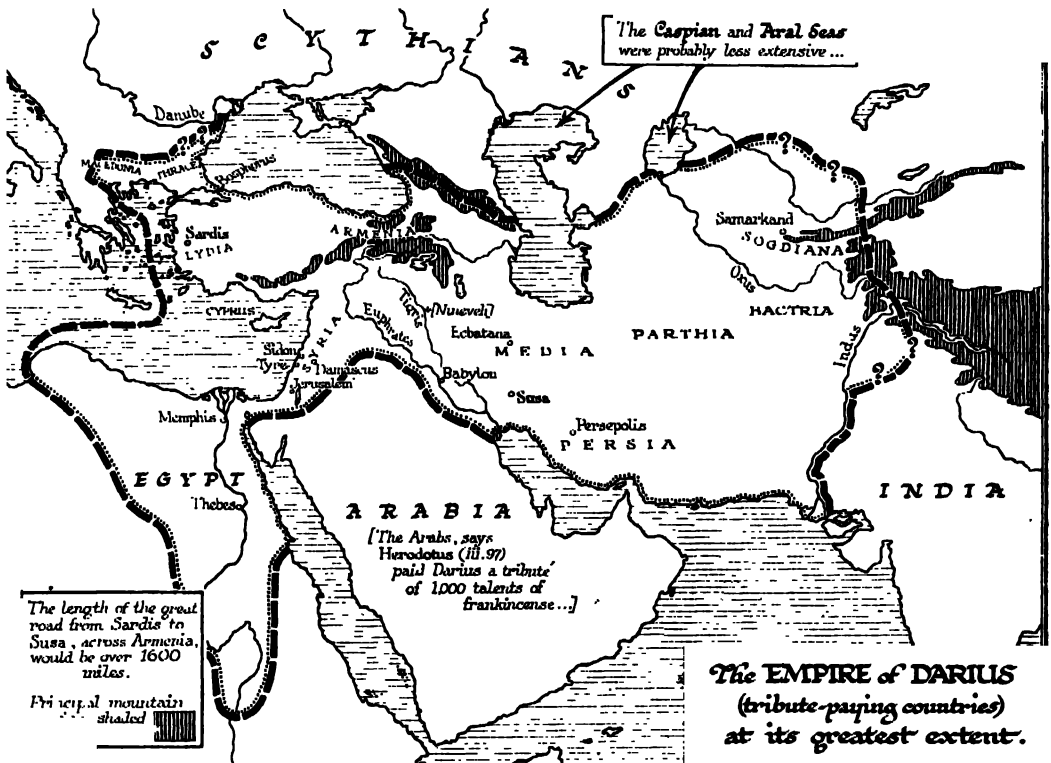 SCYTHIANS
The Caspian and Aral Seas
were probably less extensive...
Danube
MACEDONIA
THRACE
Bosphorus
Sardis
LYDIA
ARMENIA
Samarkand
SOGDIANA
Oxus
HACTRIA
PARTHIA
CYPRUS
SYRIA
Tigris
[Nineveh]
Euphrates
Ecbatana
MEDIA
Indus
Sidon
Tyre
Damascus
Jerusalem
Babylon
Susa
Memphis
Persepolis
PERSIA
EGYPT
Thebes
ARABIA
[The Arabs, says
Herodotus (iii.97)
paid Darius a tribute
of 1,000 talents of
frankincense...]
INDIA
The length of the great
road from Sardis to
Susa, across Armenia,
would be over 1600
miles.
mountain
shaded
The EMPIRE of DARIUS
(tribute-paying countries)
at its greatest extent.
?
?
?
?
?